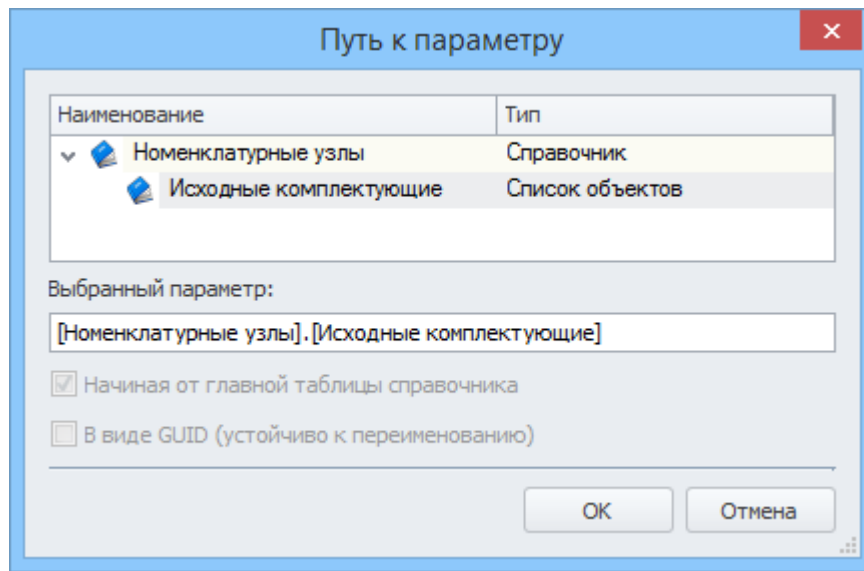 Путь к параметру
Наименование Тип
Номенклатурные узлы Справочник
Исходные комплектующие Список объектов
Выбранный параметр:
[Номенклатурные узлы].[Исходные комплектующие]
Начиная от главной таблицы справочника
В виде GUID (устойчиво к переименованию)
ОК Отмена